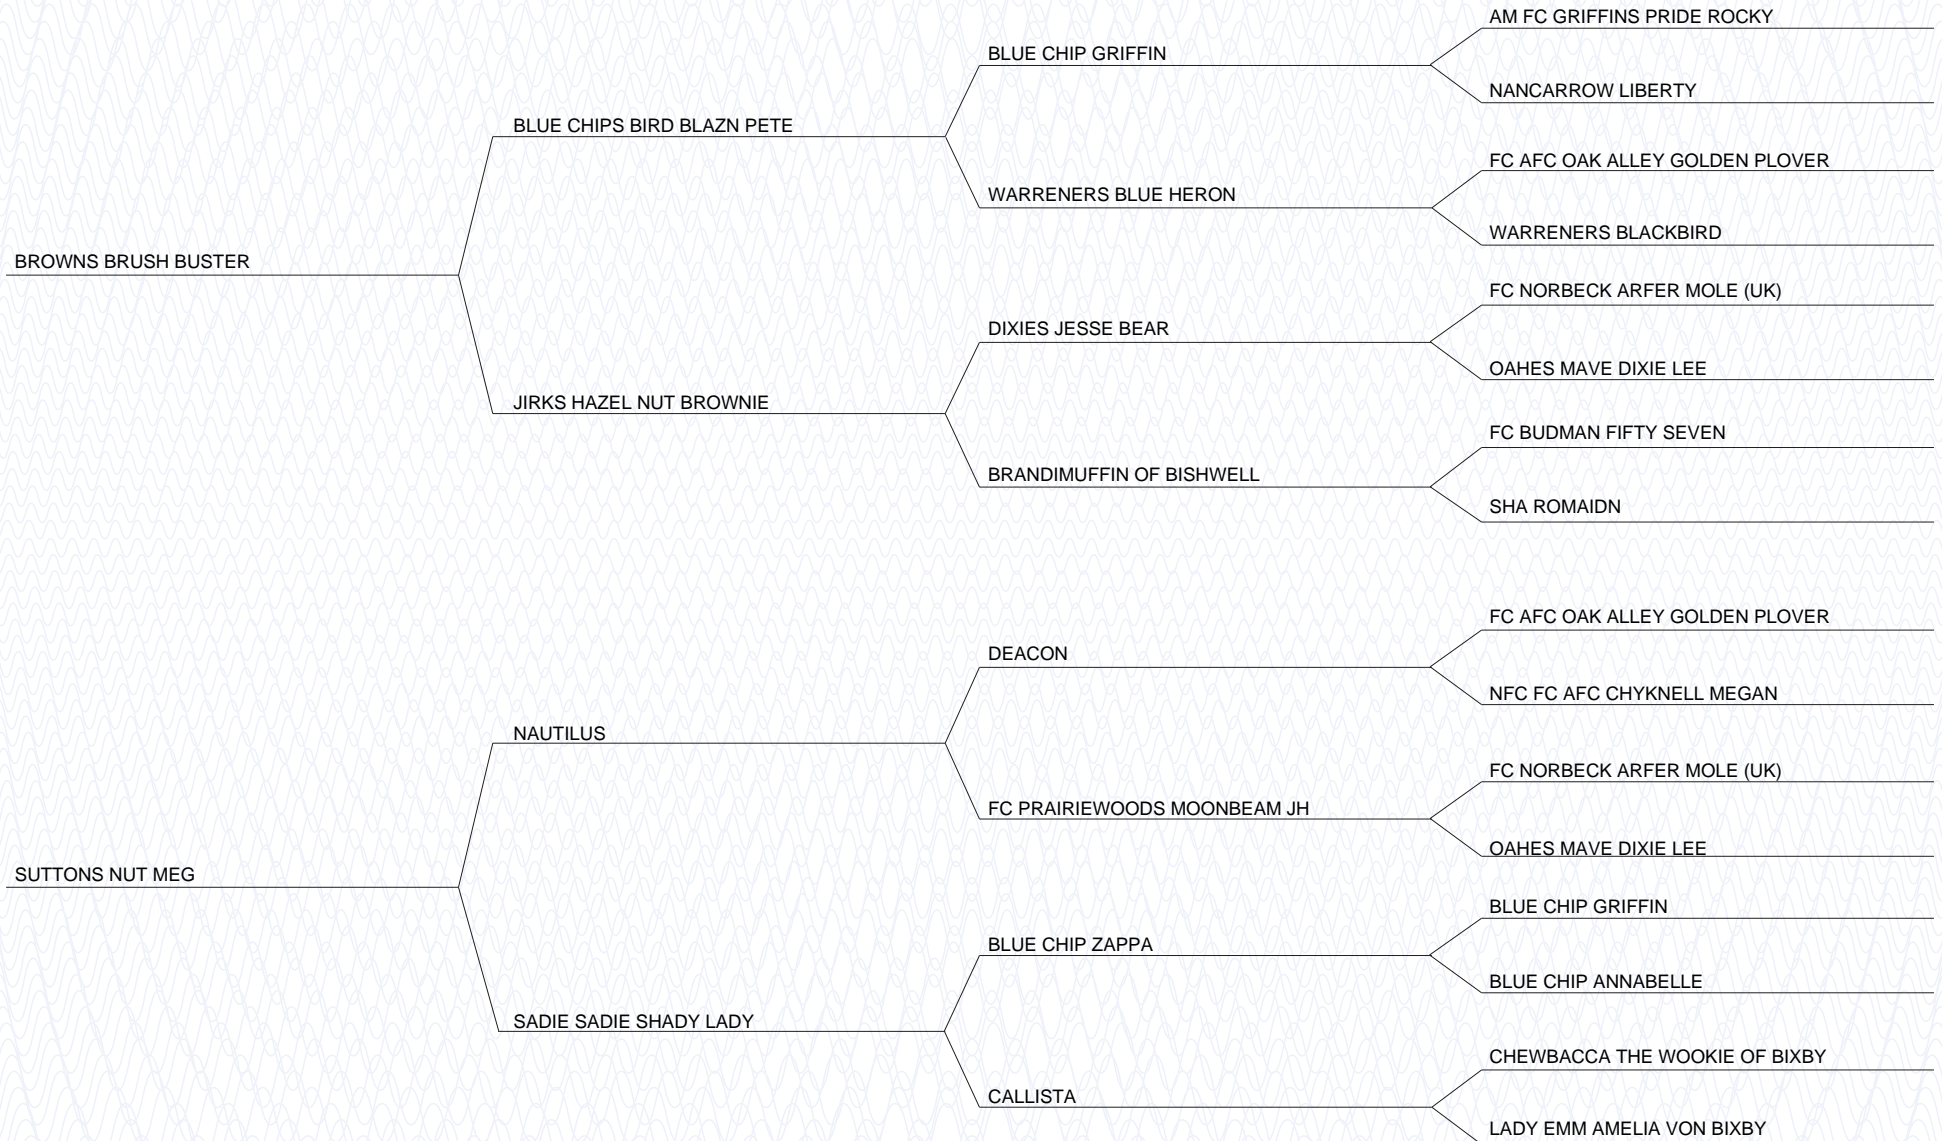 AM FC GRIFFINS PRIDE ROCKY
BLUE CHIP GRIFFIN
NANCARROW LIBERTY
BLUE CHIPS BIRD BLAZN PETE
FC AFC OAK ALLEY GOLDEN PLOVER
WARRENERS BLUE HERON
WARRENERS BLACKBIRD
BROWNS BRUSH BUSTER
FC NORBECK ARFER MOLE (UK)
DIXIES JESSE BEAR
OAHES MAVE DIXIE LEE
JIRKS HAZEL NUT BROWNIE
FC BUDMAN FIFTY SEVEN
BRANDIMUFFIN OF BISHWELL
SHA ROMAIDN
FC AFC OAK ALLEY GOLDEN PLOVER
DEACON
NFC FC AFC CHYKNELL MEGAN
NAUTILUS
FC NORBECK ARFER MOLE (UK)
FC PRAIRIEWOODS MOONBEAM JH
OAHES MAVE DIXIE LEE
SUTTONS NUT MEG
BLUE CHIP GRIFFIN
BLUE CHIP ZAPPA
BLUE CHIP ANNABELLE
SADIE SADIE SHADY LADY
CHEWBACCA THE WOOKIE OF BIXBY
CALLISTA
LADY EMM AMELIA VON BIXBY